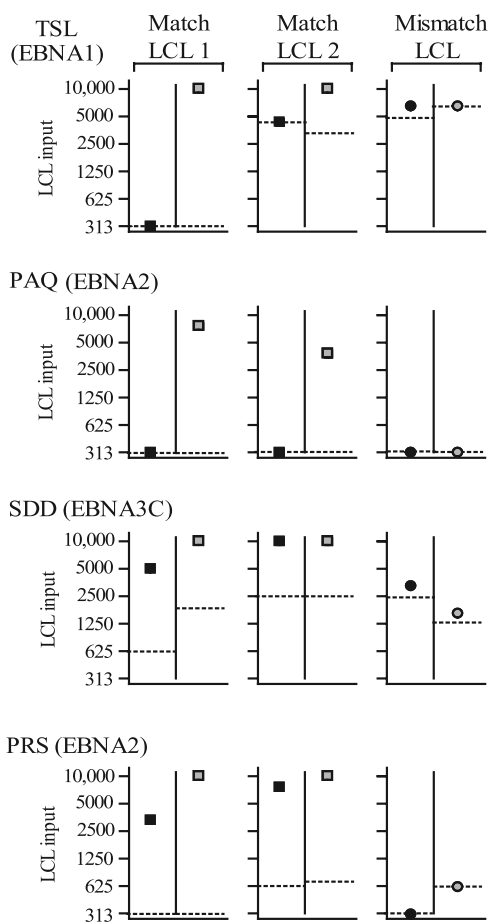 TSL
(EBNA1)
Match
LCL 1
Match
LCL 2
Mismatch
LCL
LCL input
10,000
5000
2500
1250
625
313
PAQ (EBNA2)
LCL input
10,000
5000
2500
1250
625
313
SDD (EBNA3C)
LCL input
10,000
5000
2500
1250
625
313
PRS (EBNA2)
LCL input
10,000
5000
2500
1250
625
313